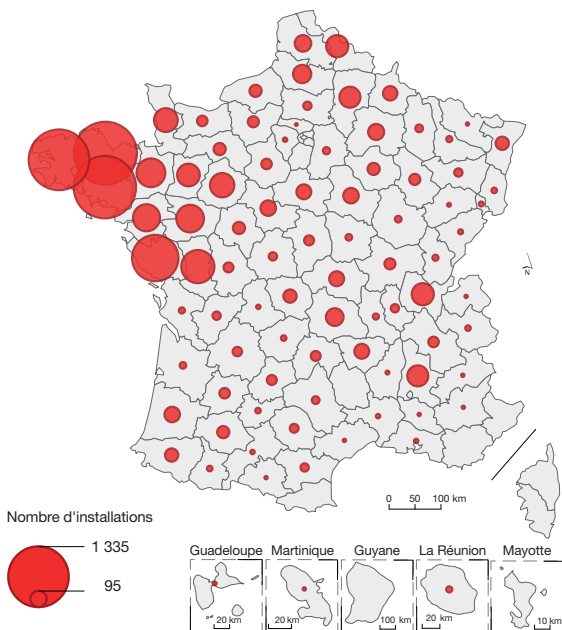 N
0 50 100 km
Nombre d'installations
1 335
95
Guadeloupe Martinique Guyane La Réunion Mayotte
20 km 20 km 100 km 20 km 10 km